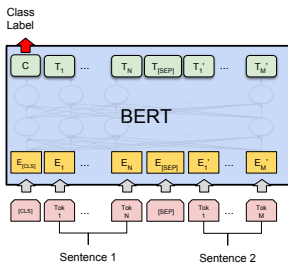 Class
Label
C T1 ... TN T[SEP] T1' ... TM'
BERT
E[CLS] E1 ... EN E[SEP] E1' ... EM'
[CLS] Tok 1 ... Tok N [SEP] Tok 1 ... Tok M
Sentence 1 Sentence 2